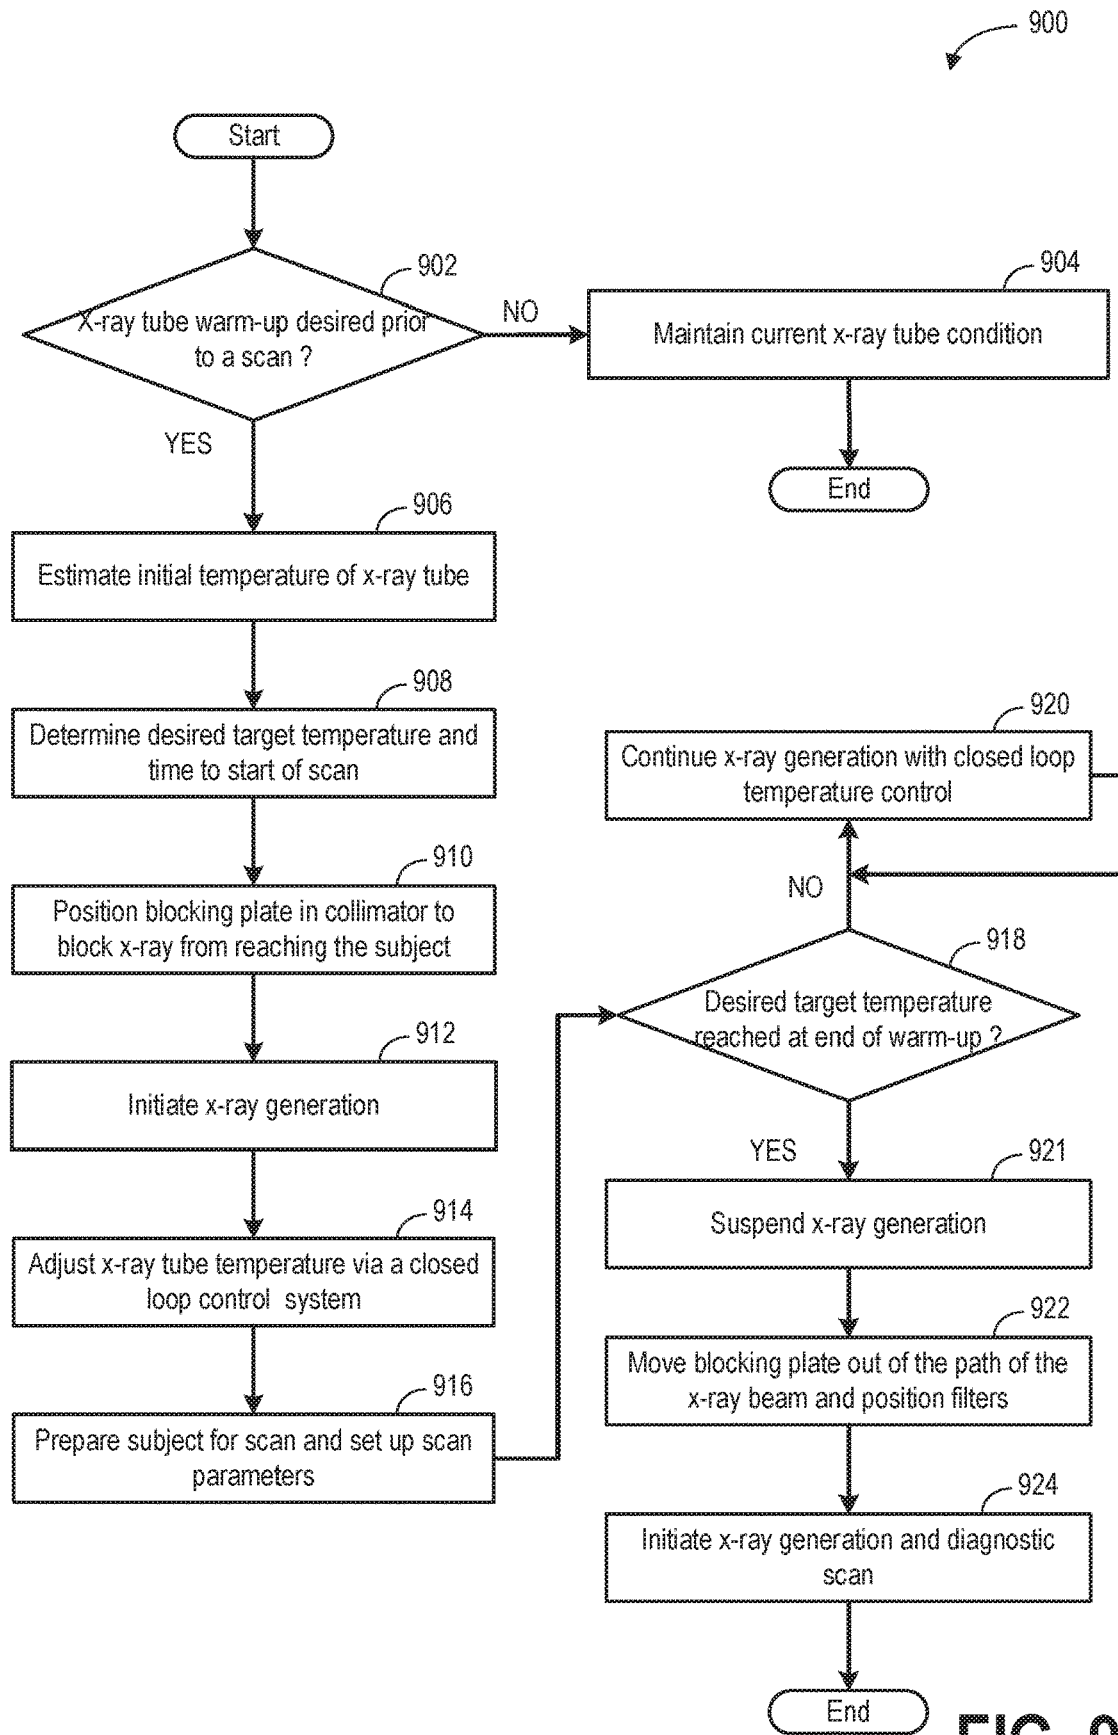 900
Start
902
X-ray tube warm-up desired prior
to a scan ?
NO
904
Maintain current x-ray tube condition
End
YES
906
Estimate initial temperature of x-ray tube
908
Determine desired target temperature and
time to start of scan
910
Position blocking plate in collimator to
block x-ray from reaching the subject
912
Initiate x-ray generation
914
Adjust x-ray tube temperature via a closed
loop control system
916
Prepare subject for scan and set up scan
parameters
920
Continue x-ray generation with closed loop
temperature control
NO
918
Desired target temperature
reached at end of warm-up ?
YES
921
Suspend x-ray generation
922
Move blocking plate out of the path of the
x-ray beam and position filters
924
Initiate x-ray generation and diagnostic
scan
End
FIG. 9